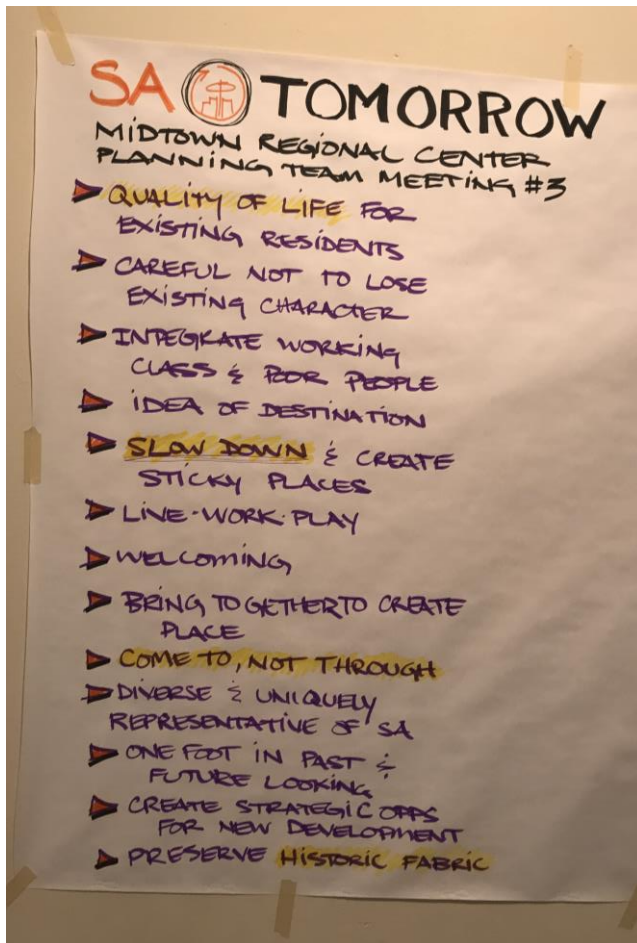 SA TOMORROW
MIDTOWN REGIONAL CENTER
PLANNING TEAM MEETING #3
QUALITY OF LIFE FOR
EXISTING RESIDENTS
CAREFUL NOT TO LOSE
EXISTING CHARACTER
INTEGRATE WORKING
CLASS & POOR PEOPLE
IDEA OF DESTINATION
SLOW DOWN & CREATE
STICKY PLACES
LIVE-WORK-PLAY
WELCOMING
BRING TOGETHER TO CREATE
PLACE
COME TO, NOT THROUGH
DIVERSE & UNIQUELY
REPRESENTATIVE OF SA
ONE FOOT IN PAST &
FUTURE LOOKING
CREATE STRATEGIC OPPS
FOR NEW DEVELOPMENT
PRESERVE HISTORIC FABRIC